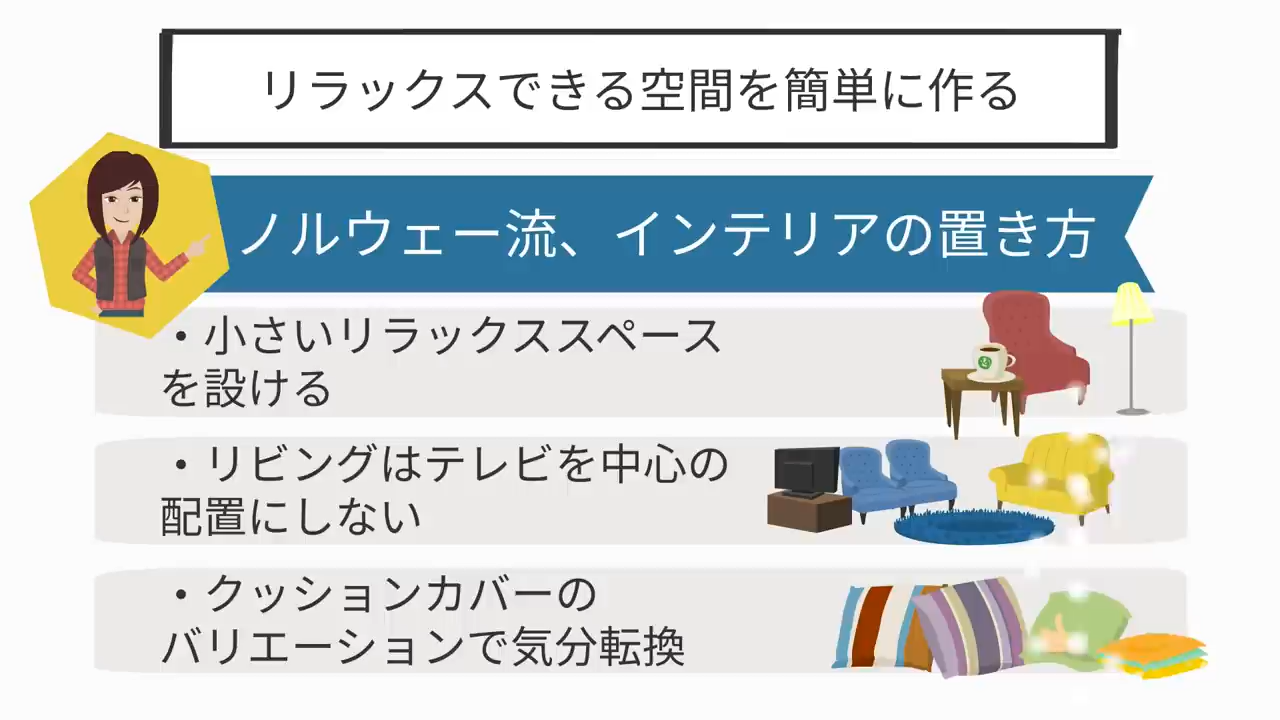 リラックスできる空間を簡単に作る
ノルウェー流、インテリアの置き方
・小さいリラックススペース
を設ける
・リビングはテレビを中心の
配置にしない
・クッションカバーの
バリエーションで気分転換